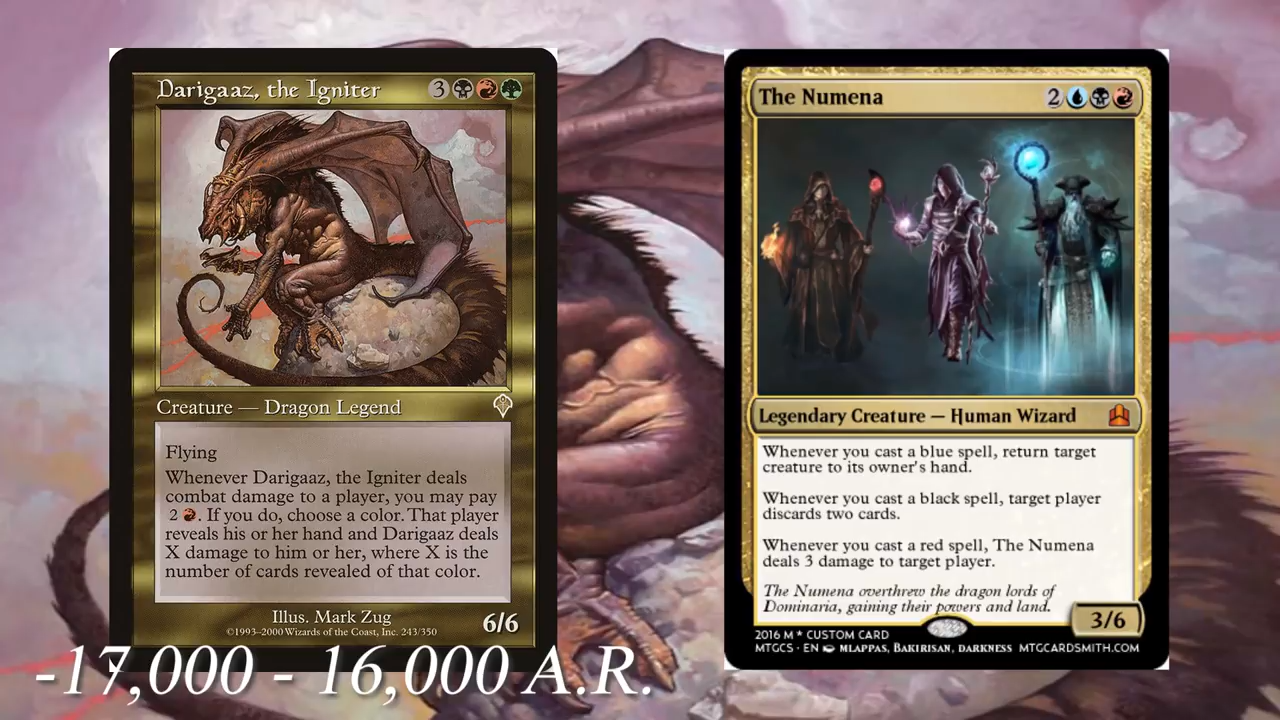 Darigaaz, the Igniter 3
Creature — Dragon Legend
Flying
Whenever Darigaaz, the Igniter deals
combat damage to a player, you may pay
2 . If you do, choose a color. That player
reveals his or her hand and Darigaaz deals
X damage to him or her, where X is the
number of cards revealed of that color.
Illus. Mark Zug
©1993–2000 Wizards of the Coast, Inc. 243/350
6/6
The Numena 2
Legendary Creature — Human Wizard
Whenever you cast a blue spell, return target
creature to its owner's hand.
Whenever you cast a black spell, target player
discards two cards.
Whenever you cast a red spell, The Numena
deals 3 damage to target player.
The Numena overthrew the dragon lords of
Dominaria, gaining their powers and land.
3/6
2016 M * CUSTOM CARD
MTGCS · EN MLAPPAS, BAKIRISAN, DARKNESS MTGCARDSMITH.COM
-17,000 - 16,000 A.R.